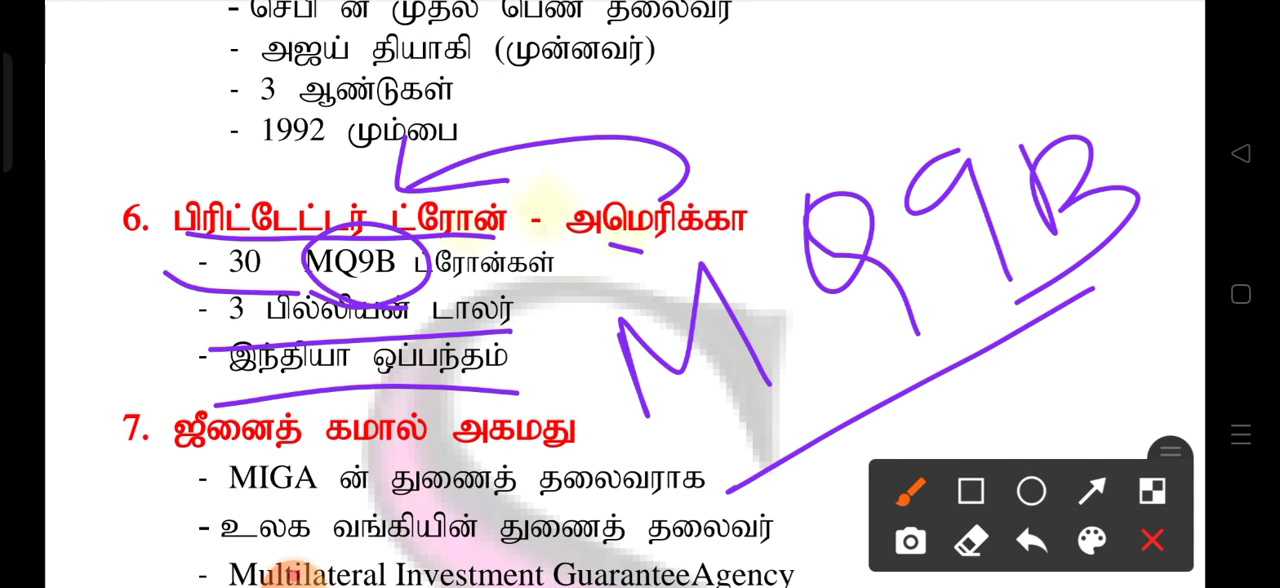 - செபி ன் முதல் பெண் தலைவர்
- அஜய் தியாகி (முன்னவர்)
- 3 ஆண்டுகள்
- 1992 மும்பை
6. பிரிட்டேட்டர் ட்ரோன் - அமெரிக்கா
- 30 MQ9B ட்ரோன்கள்
- 3 பில்லியன் டாலர்
- இந்தியா ஒப்பந்தம்
MQ9B
7. ஜீனைத் கமால் அகமது
- MIGA ன் துணைத் தலைவராக
- உலக வங்கியின் துணைத் தலைவர்
- Multilateral Investment GuaranteeAgency